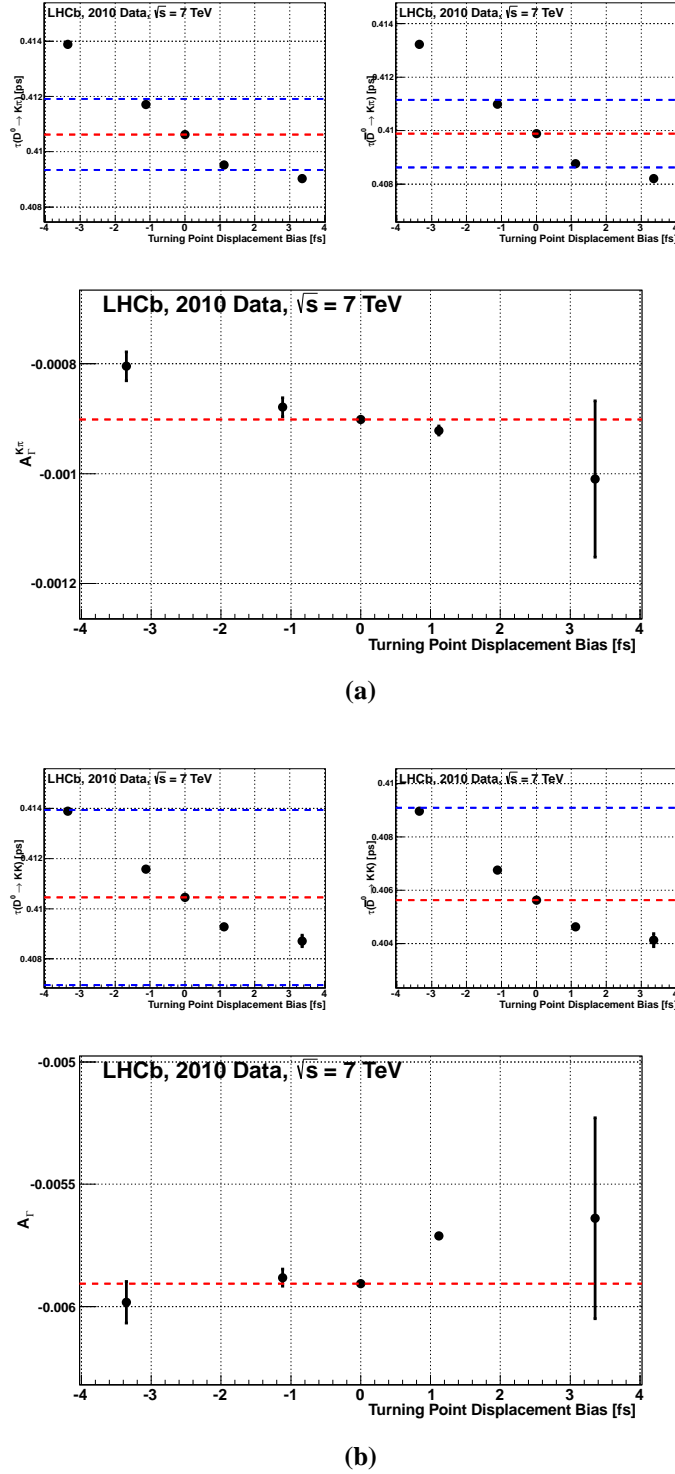 LHCb, 2010 Data, √s = 7 TeV
τ(D⁰ → Kπ) [ps]
0.414
0.412
0.41
0.408
-4 -3 -2 -1 0 1 2 3 4
Turning Point Displacement Bias [fs]
LHCb, 2010 Data, √s = 7 TeV
τ(D⁰ → Kπ) [ps]
0.414
0.412
0.41
0.408
-4 -3 -2 -1 0 1 2 3 4
Turning Point Displacement Bias [fs]
LHCb, 2010 Data, √s = 7 TeV
A_Γ^Kπ
-0.0008
-0.001
-0.0012
-4 -3 -2 -1 0 1 2 3 4
Turning Point Displacement Bias [fs]
(a)
LHCb, 2010 Data, √s = 7 TeV
τ(D⁰ → KK) [ps]
0.414
0.412
0.41
0.408
-4 -3 -2 -1 0 1 2 3 4
Turning Point Displacement Bias [fs]
LHCb, 2010 Data, √s = 7 TeV
τ(D⁰ → KK) [ps]
0.41
0.408
0.406
0.404
-4 -3 -2 -1 0 1 2 3 4
Turning Point Displacement Bias [fs]
LHCb, 2010 Data, √s = 7 TeV
A_Γ
-0.005
-0.0055
-0.006
-4 -3 -2 -1 0 1 2 3 4
Turning Point Displacement Bias [fs]
(b)